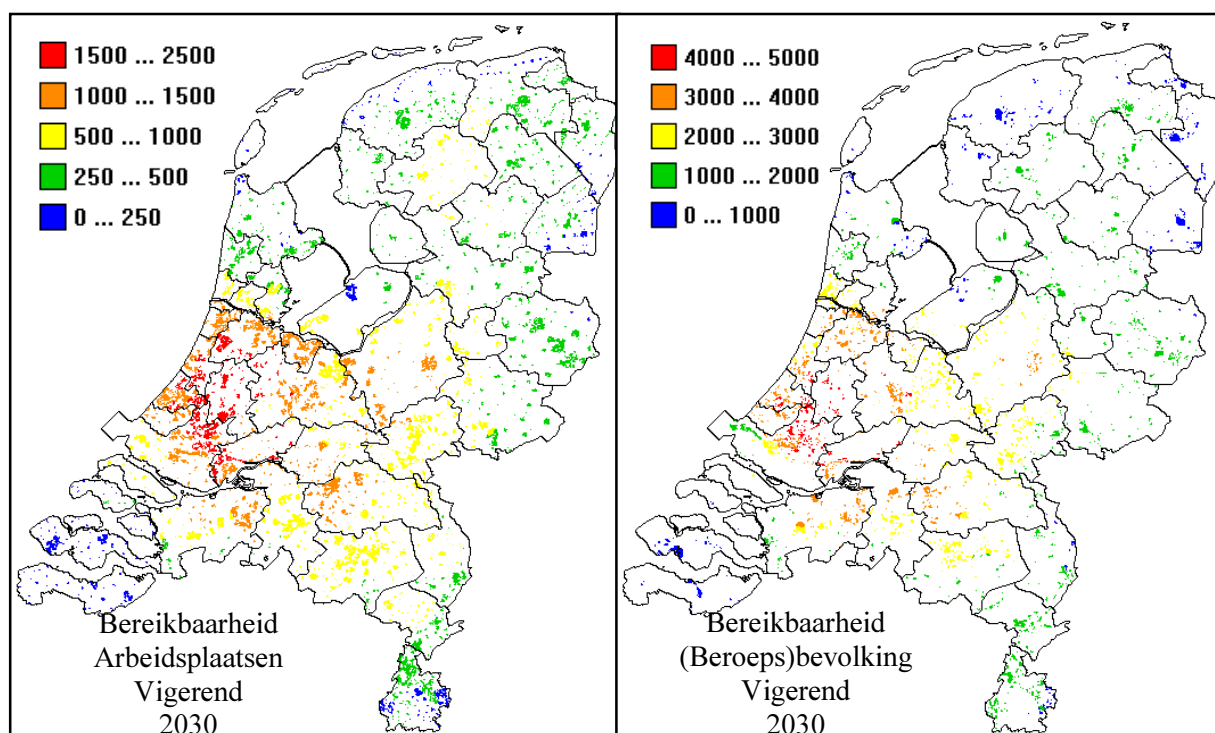 1500 ... 2500
1000 ... 1500
500 ... 1000
250 ... 500
0 ... 250
Bereikbaarheid
Arbeidsplaatsen
Vigerend
2030
4000 ... 5000
3000 ... 4000
2000 ... 3000
1000 ... 2000
0 ... 1000
Bereikbaarheid
(Beroeps)bevolking
Vigerend
2030